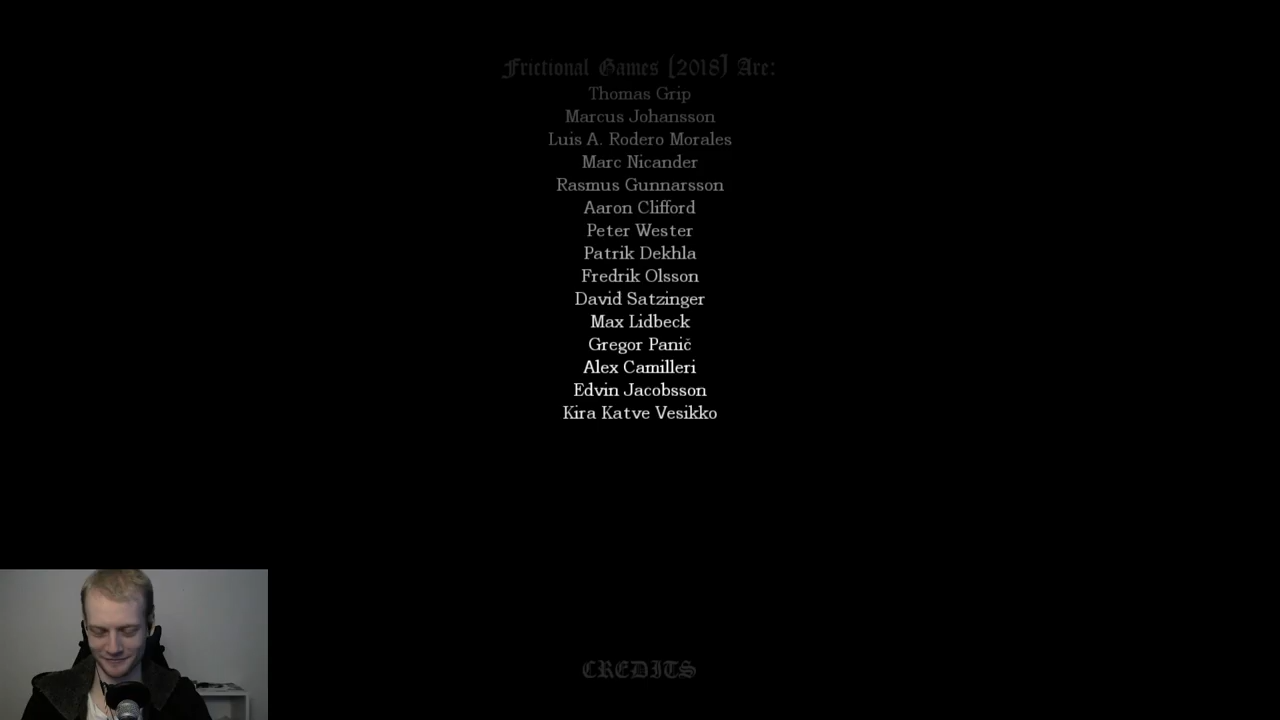 Frictional Games [2018] Are:
Thomas Grip
Marcus Johansson
Luis A. Rodero Morales
Marc Nicander
Rasmus Gunnarsson
Aaron Clifford
Peter Wester
Patrik Dekhla
Fredrik Olsson
David Satzinger
Max Lidbeck
Gregor Panič
Alex Camilleri
Edvin Jacobsson
Kira Katve Vesikko
CREDITS